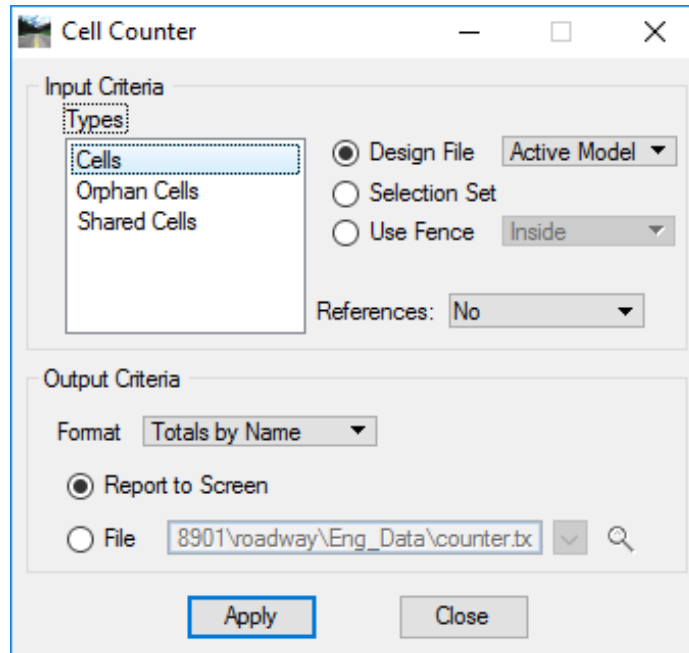 Cell Counter
Input Criteria
Types
Cells
Orphan Cells
Shared Cells
Design File Active Model
Selection Set
Use Fence Inside
References: No
Output Criteria
Format Totals by Name
Report to Screen
File 8901\roadway\Eng_Data\counter.tx
Apply Close